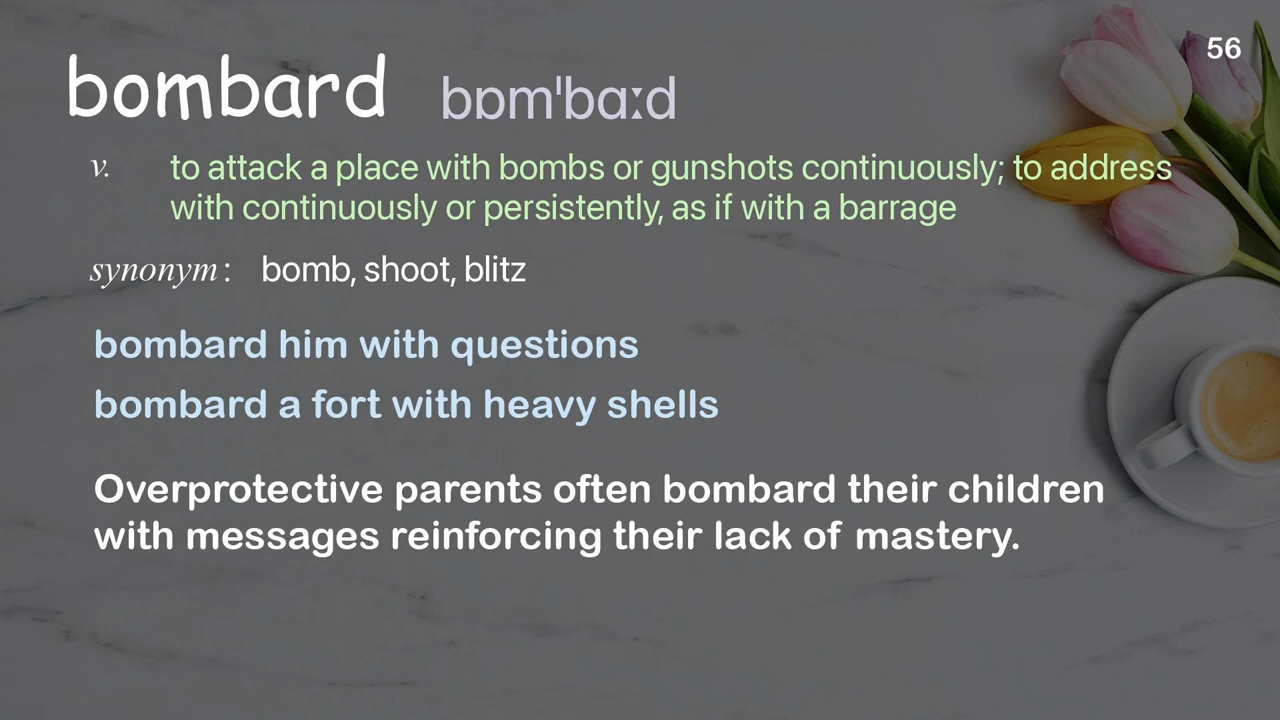 56
bombard bɒmˈbɑːd
v. to attack a place with bombs or gunshots continuously; to address
with continuously or persistently, as if with a barrage
synonym: bomb, shoot, blitz
bombard him with questions
bombard a fort with heavy shells
Overprotective parents often bombard their children
with messages reinforcing their lack of mastery.